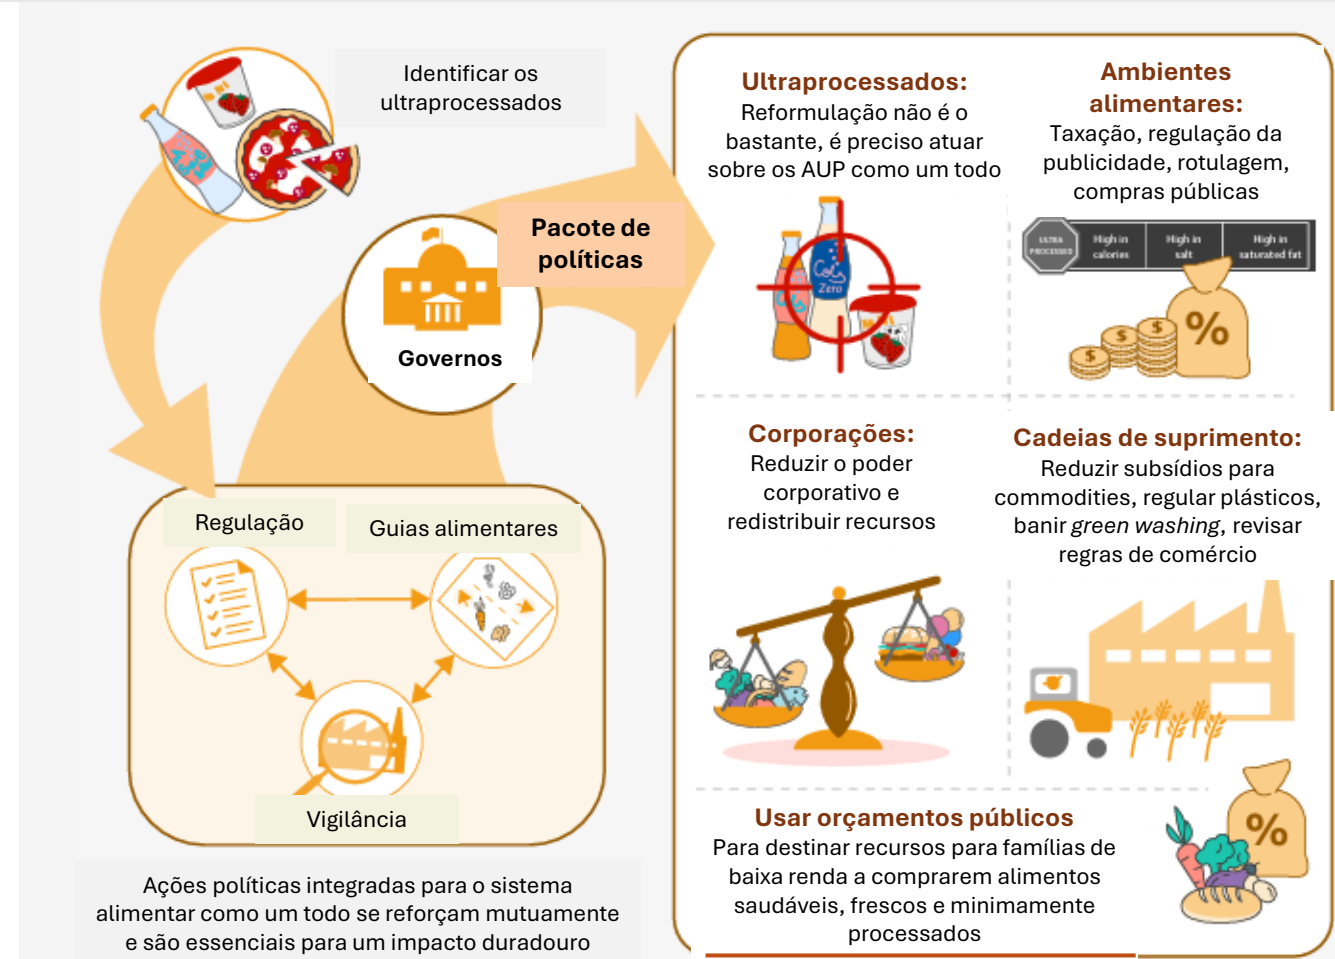 Identificar os
ultraprocessados
Governos
Pacote de
políticas
Regulação
Guias alimentares
Vigilância
Ações políticas integradas para o sistema
alimentar como um todo se reforçam mutuamente
e são essenciais para um impacto duradouro
Ultraprocessados:
Reformulação não é o
bastante, é preciso atuar
sobre os AUP como um todo
Cola
Zero
Ambientes
alimentares:
Taxação, regulação da
publicidade, rotulagem,
compras públicas
ULTRA
PROCESSED
High in
calories
High in
salt
High in
saturated fat
$
$
$
%
Corporações:
Reduzir o poder
corporativo e
redistribuir recursos
Cadeias de suprimento:
Reduzir subsídios para
commodities, regular plásticos,
banir green washing, revisar
regras de comércio
Usar orçamentos públicos
Para destinar recursos para famílias de
baixa renda a comprarem alimentos
saudáveis, frescos e minimamente
processados
%